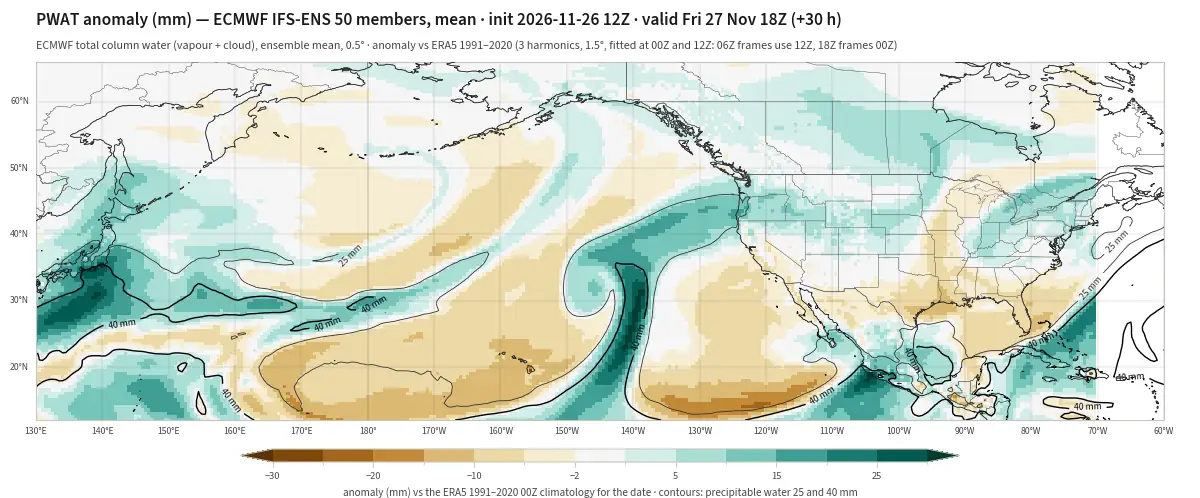 PWAT anomaly (mm) — ECMWF IFS-ENS 50 members, mean · init 2026-11-26 12Z · valid Fri 27 Nov 18Z (+30 h)
ECMWF total column water (vapour + cloud), ensemble mean, 0.5° · anomaly vs ERA5 1991–2020 (3 harmonics, 1.5°, fitted at 00Z and 12Z: 06Z frames use 12Z, 18Z frames 00Z)
60°N
50°N
40°N
30°N
20°N
25 mm
25 mm
25 mm
40 mm
40 mm
40 mm
40 mm
40 mm
40 mm
40 mm
40 mm
40 mm
40 mm
130°E 140°E 150°E 160°E 170°E 180° 170°W 160°W 150°W 140°W 130°W 120°W 110°W 100°W 90°W 80°W 70°W 60°W
−30 −20 −10 −2 5 15 25
anomaly (mm) vs the ERA5 1991–2020 00Z climatology for the date · contours: precipitable water 25 and 40 mm